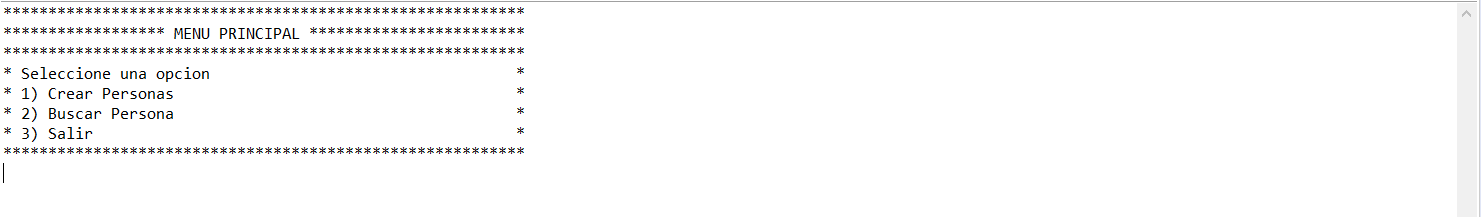 **********************************************************
****************** MENU PRINCIPAL ************************
**********************************************************
* Seleccione una opcion                                  *
* 1) Crear Personas                                      *
* 2) Buscar Persona                                      *
* 3) Salir                                               *
**********************************************************